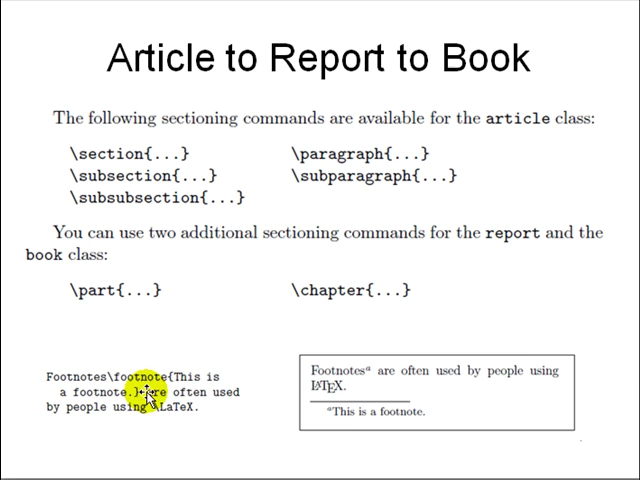 Article to Report to Book
The following sectioning commands are available for the article class:
\section{...} \paragraph{...}
\subsection{...} \subparagraph{...}
\subsubsection{...}
You can use two additional sectioning commands for the report and the
book class:
\part{...} \chapter{...}
Footnotes\footnote{This is
a footnote.} are often used
by people using \LaTeX.
Footnotesᵃ are often used by people using
LaTeX.
ᵃThis is a footnote.